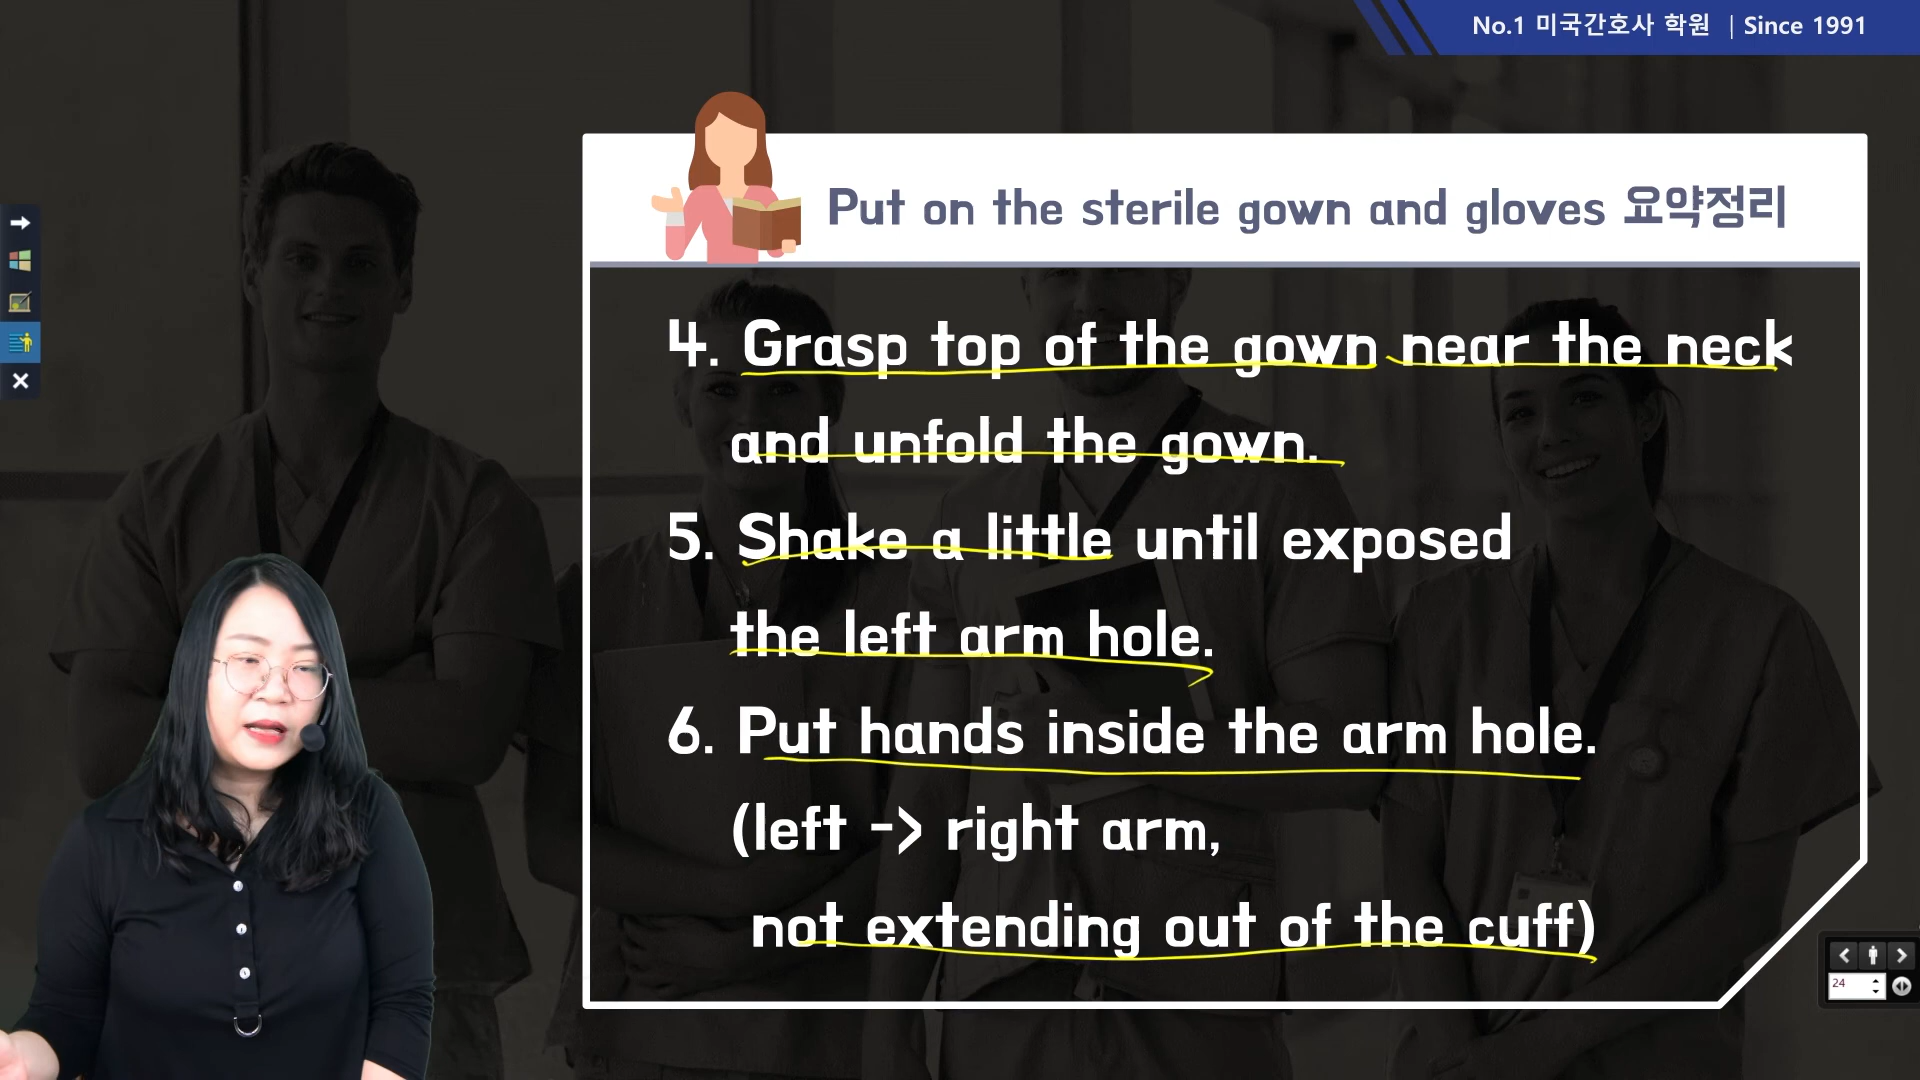 No.1 미국간호사 학원 | Since 1991
Put on the sterile gown and gloves 요약정리
4. Grasp top of the gown near the neck
and unfold the gown.
5. Shake a little until exposed
the left arm hole.
6. Put hands inside the arm hole.
(left -> right arm,
not extending out of the cuff)
24